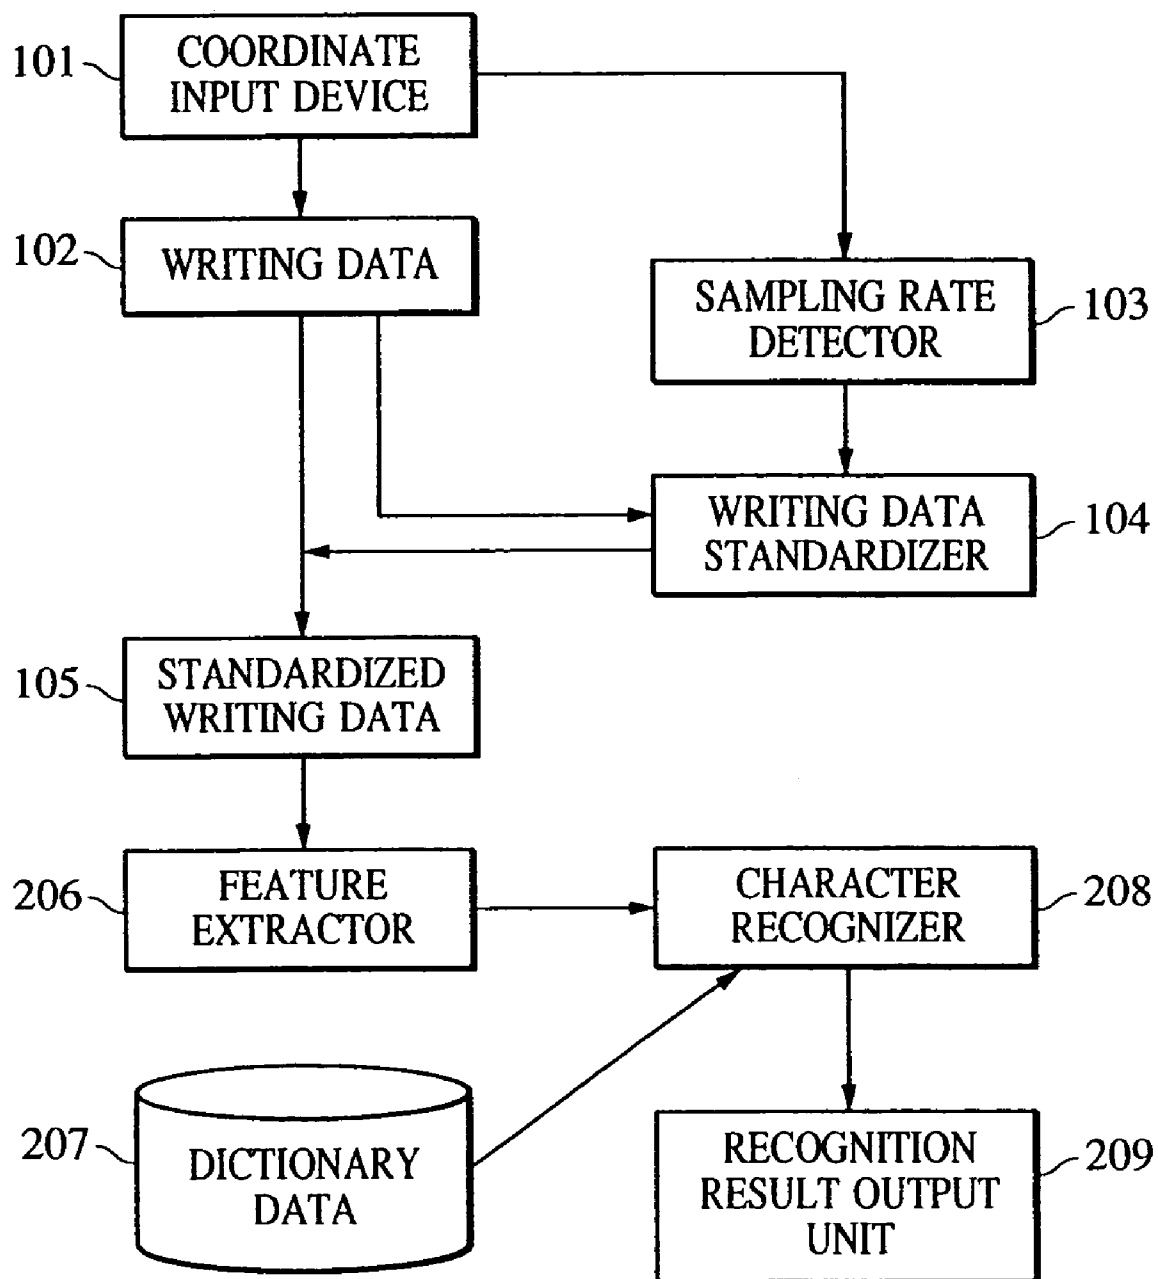 101
COORDINATE
INPUT DEVICE
102
WRITING DATA
SAMPLING RATE
DETECTOR
103
WRITING DATA
STANDARDIZER
104
105
STANDARDIZED
WRITING DATA
206
FEATURE
EXTRACTOR
CHARACTER
RECOGNIZER
208
207
DICTIONARY
DATA
RECOGNITION
RESULT OUTPUT
UNIT
209